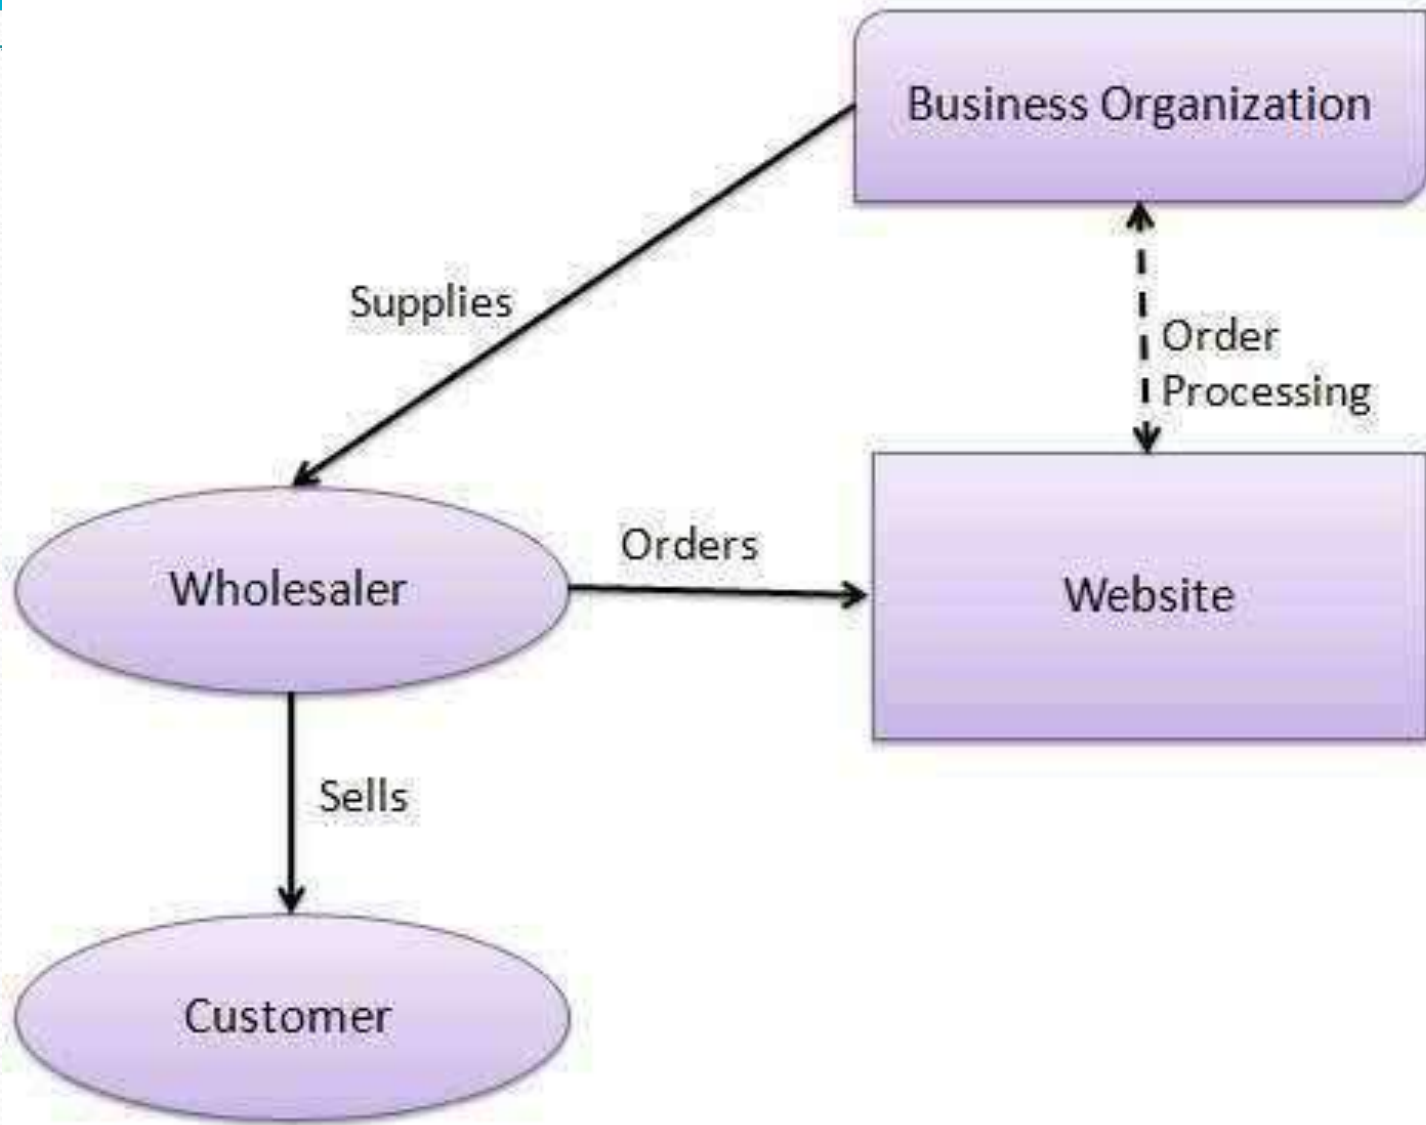 Business Organization
Supplies
Order
Processing
Orders
Wholesaler
Website
Sells
Customer